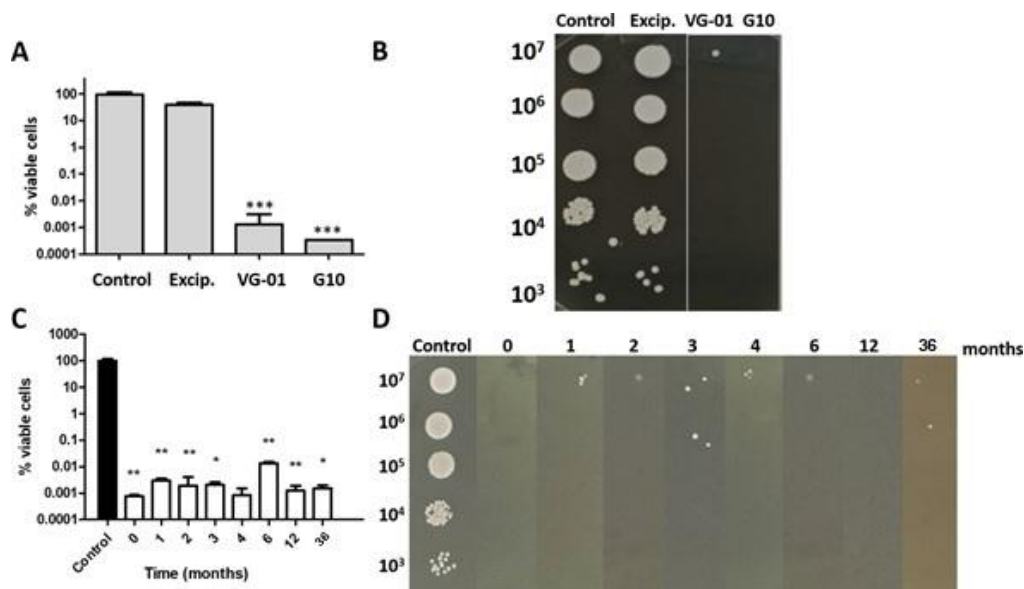 A
% viable cells
100
10
1
0.1
0.01
0.001
0.0001
***
***
Control Excip. VG-01 G10
B
Control Excip. VG-01 G10
10⁷
10⁶
10⁵
10⁴
10³
C
% viable cells
1000
100
10
1
0.1
0.01
0.001
0.0001
** ** ** * ** ** *
Control 0 1 2 3 4 6 12 36
Time (months)
D
Control 0 1 2 3 4 6 12 36 months
10⁷
10⁶
10⁵
10⁴
10³